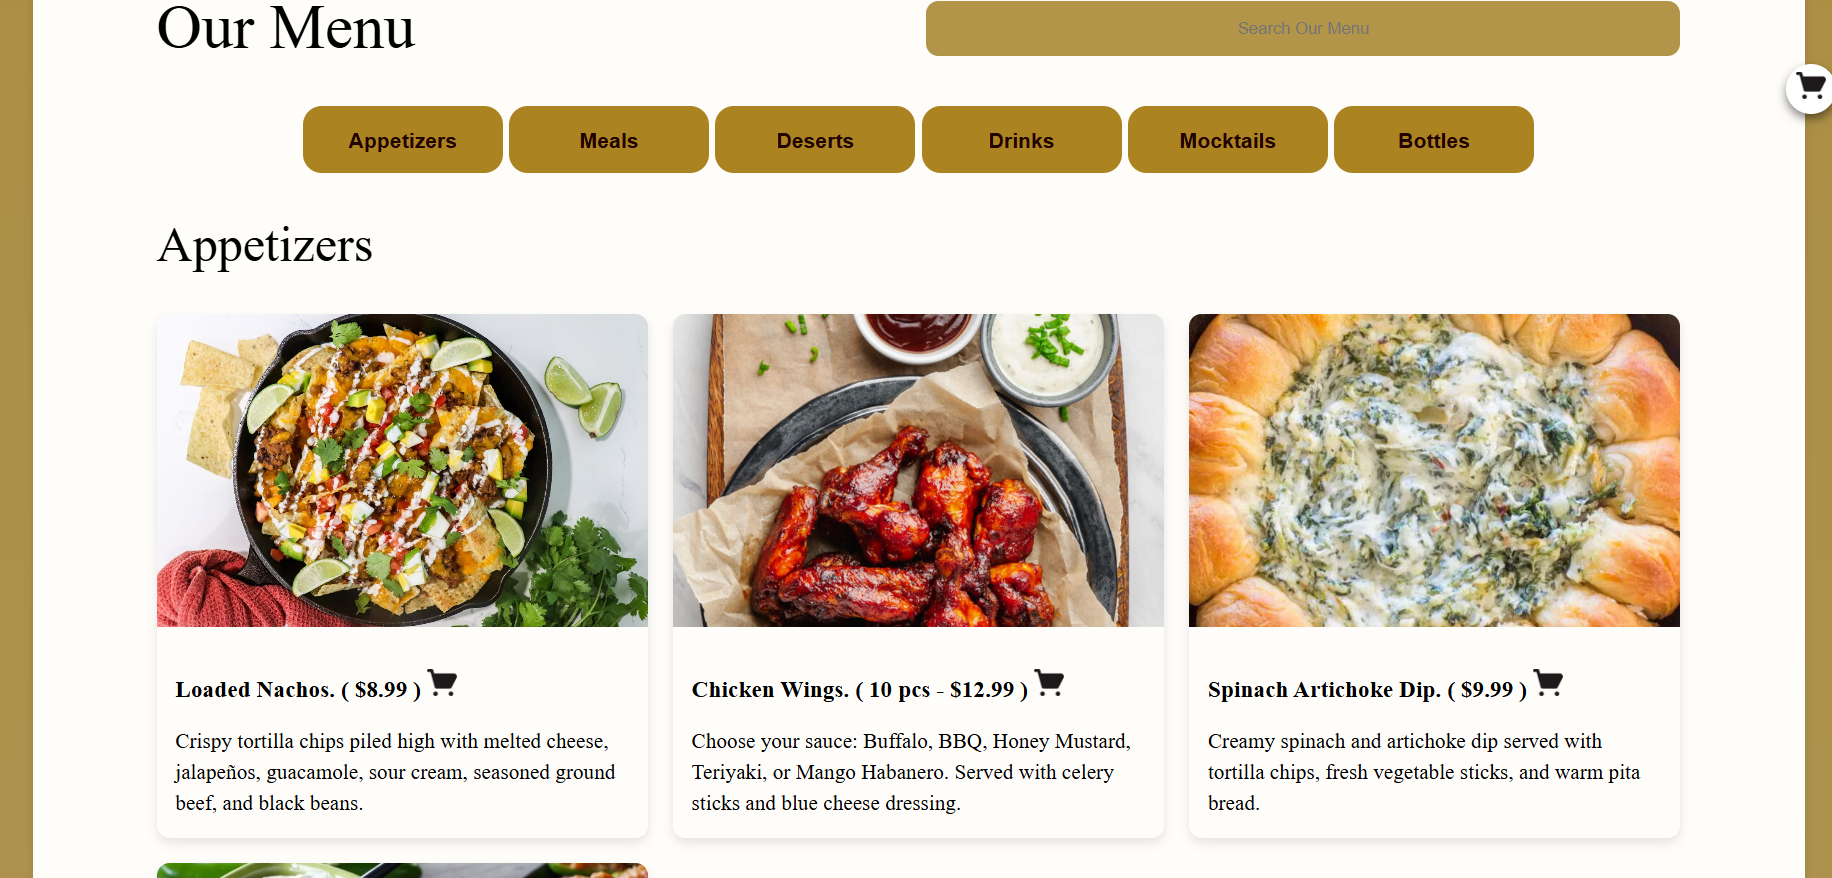 Our Menu
Search Our Menu
Appetizers
Meals
Deserts
Drinks
Mocktails
Bottles
Appetizers
Loaded Nachos. ( $8.99 )
Crispy tortilla chips piled high with melted cheese,
jalapeños, guacamole, sour cream, seasoned ground
beef, and black beans.
Chicken Wings. ( 10 pcs - $12.99 )
Choose your sauce: Buffalo, BBQ, Honey Mustard,
Teriyaki, or Mango Habanero. Served with celery
sticks and blue cheese dressing.
Spinach Artichoke Dip. ( $9.99 )
Creamy spinach and artichoke dip served with
tortilla chips, fresh vegetable sticks, and warm pita
bread.